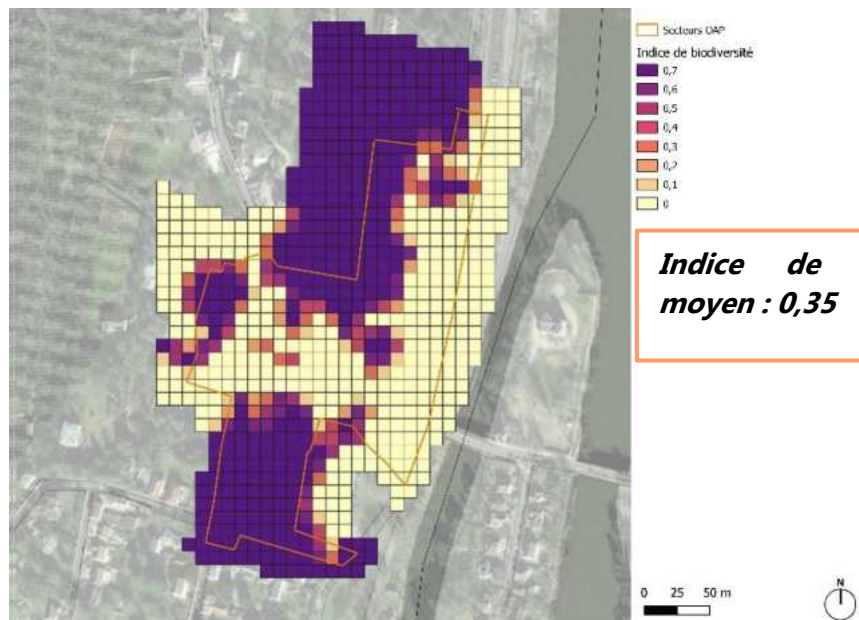 Secteurs OAP
Indice de biodiversité
0,7
0,6
0,5
0,4
0,3
0,2
0,1
0
Indice de
moyen : 0,35
0 25 50 m
N